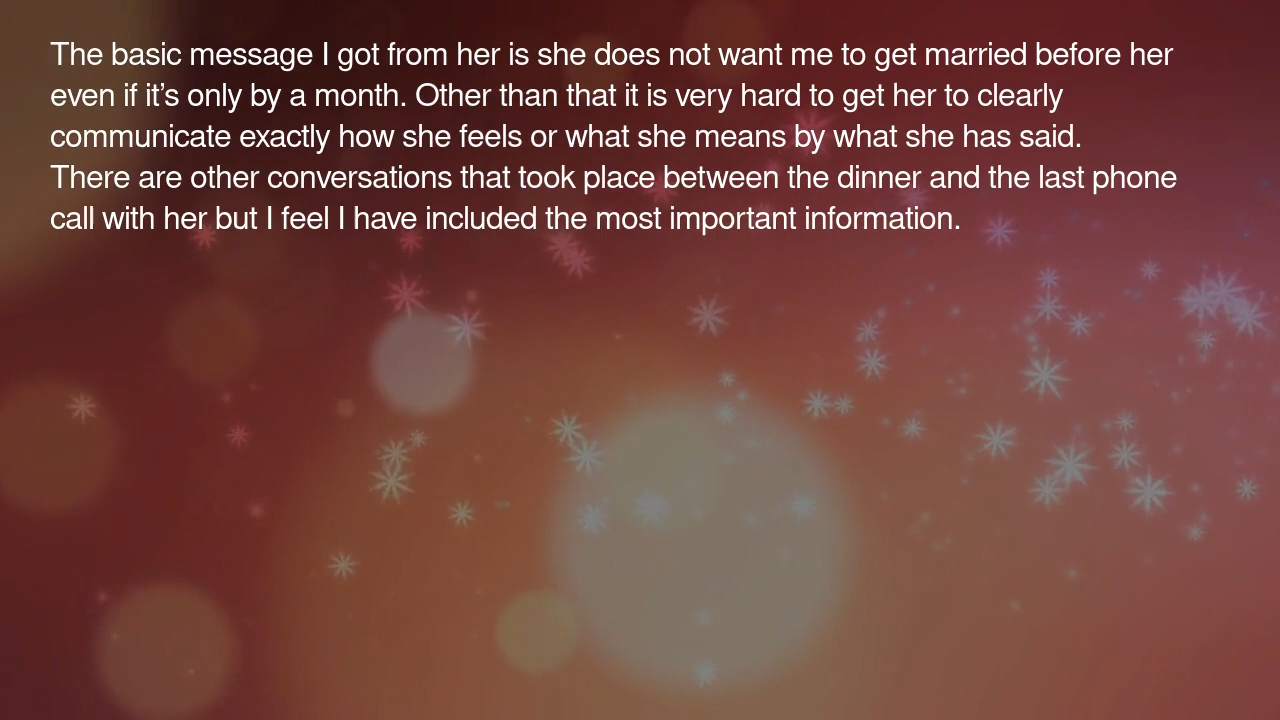 The basic message I got from her is she does not want me to get married before her
even if it’s only by a month. Other than that it is very hard to get her to clearly
communicate exactly how she feels or what she means by what she has said.
There are other conversations that took place between the dinner and the last phone
call with her but I feel I have included the most important information.